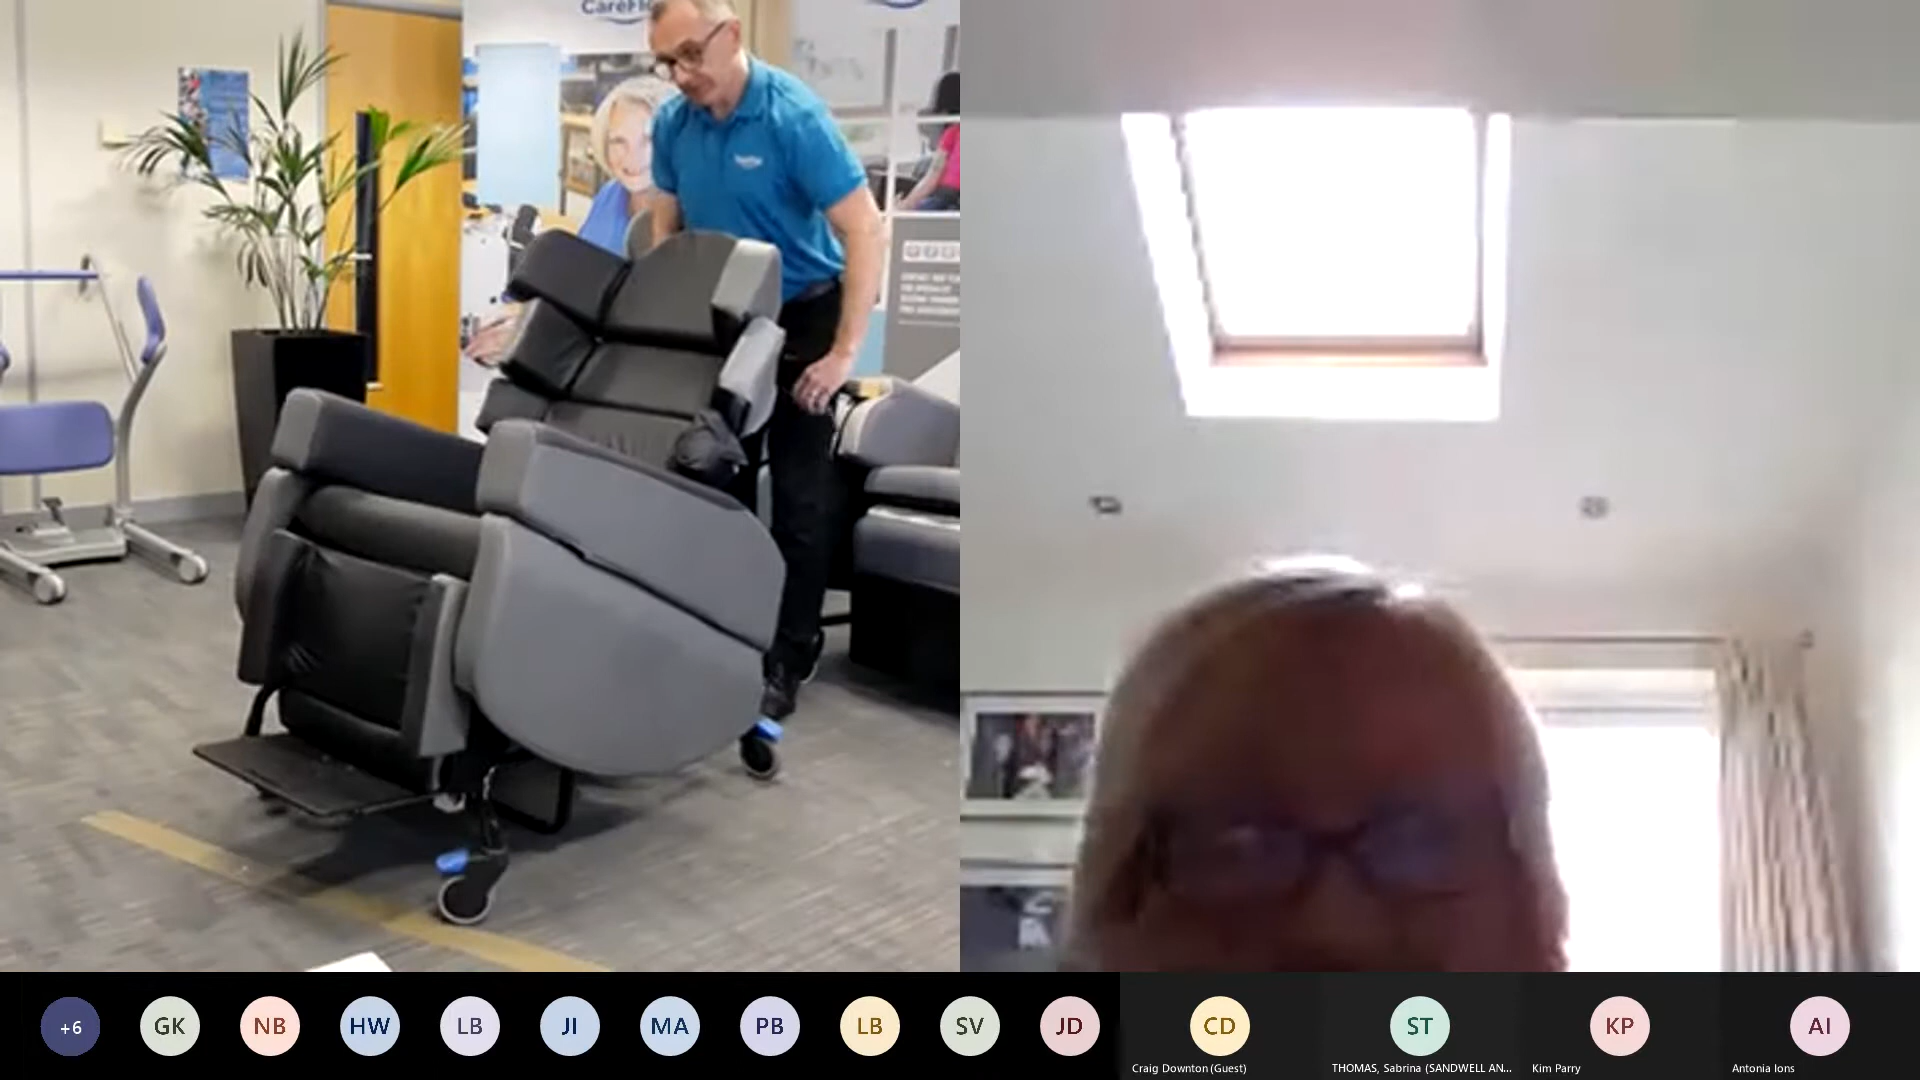 +6
GK
NB
HW
LB
JI
MA
PB
LB
SV
JD
CD
ST
KP
AI
Craig Downton (Guest)
THOMAS, Sabrina (SANDWELL AN...
Kim Parry
Antonia Ions